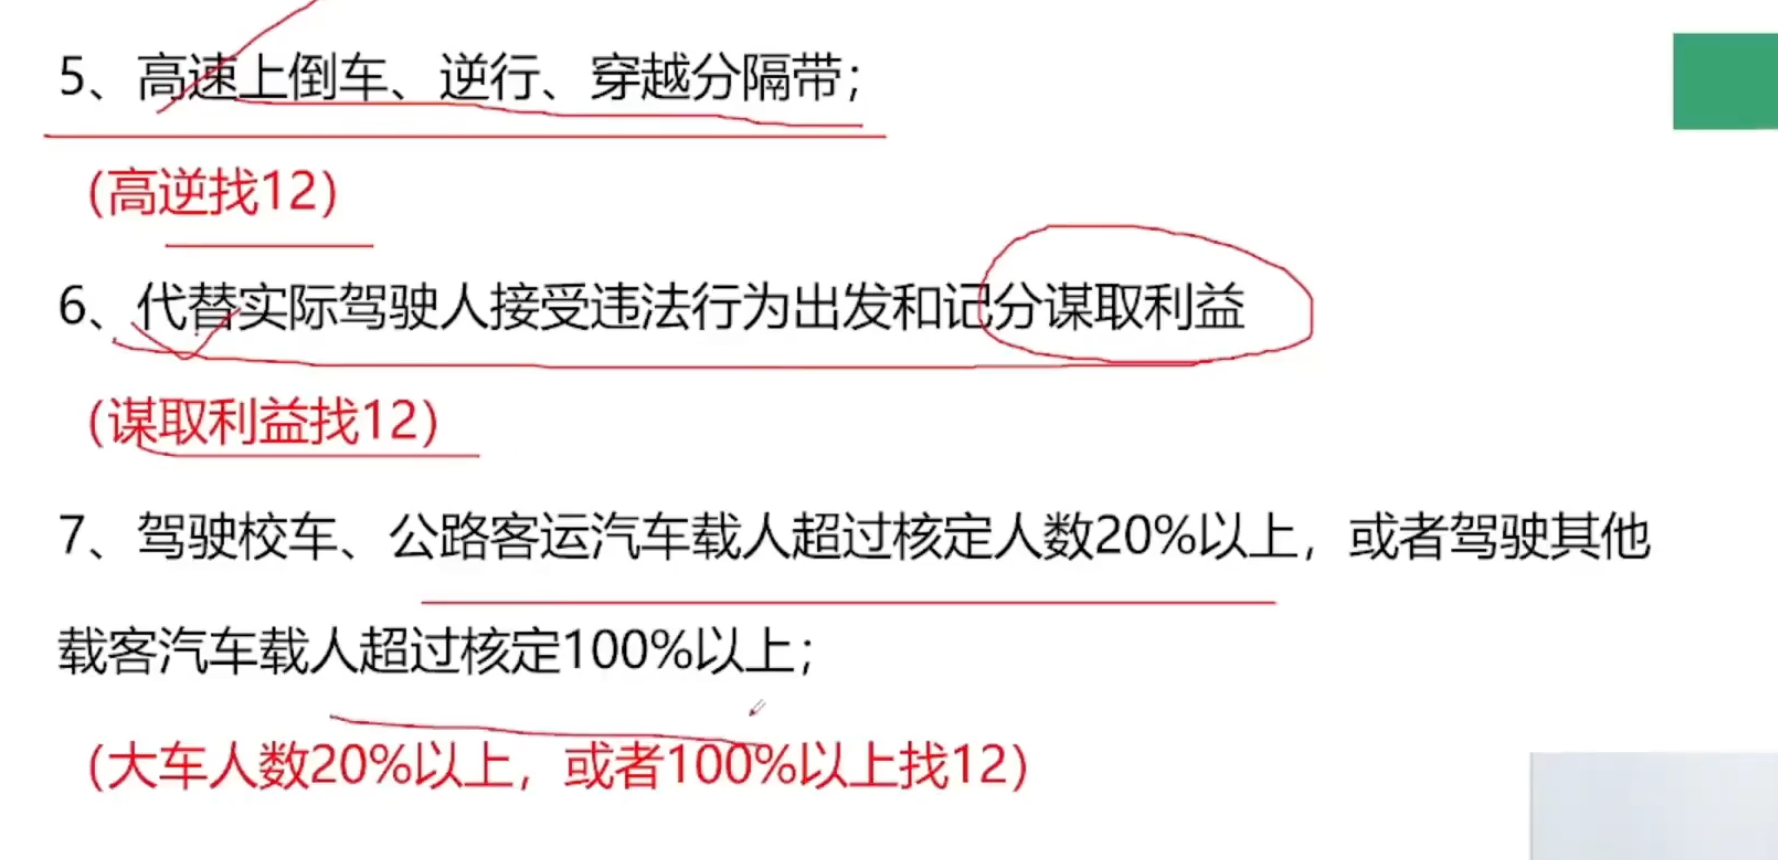 5、高速上倒车、逆行、穿越分隔带；
（高逆找12）
6、代替实际驾驶人接受违法行为出发和记分谋取利益
（谋取利益找12）
7、驾驶校车、公路客运汽车载人超过核定人数20%以上，或者驾驶其他
载客汽车载人超过核定100%以上；
（大车人数20%以上，或者100%以上找12）